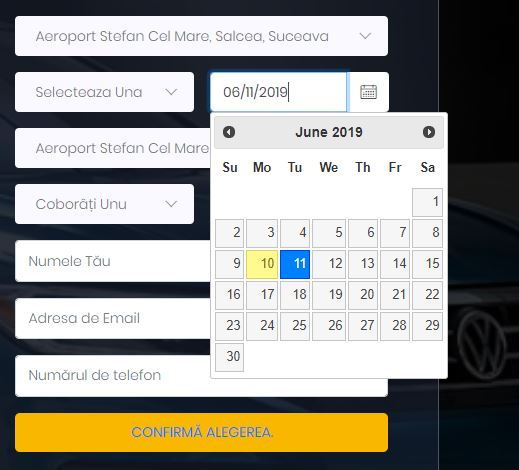 Aeroport Stefan Cel Mare, Salcea, Suceava
Selecteaza Una
06/11/2019
June 2019
Su Mo Tu We Th Fr Sa
1
2 3 4 5 6 7 8
9 10 11 12 13 14 15
16 17 18 19 20 21 22
23 24 25 26 27 28 29
30
Aeroport Stefan Cel Mare
Coborâți Unu
Numele Tău
Adresa de Email
Numărul de telefon
CONFIRMĂ ALEGEREA.